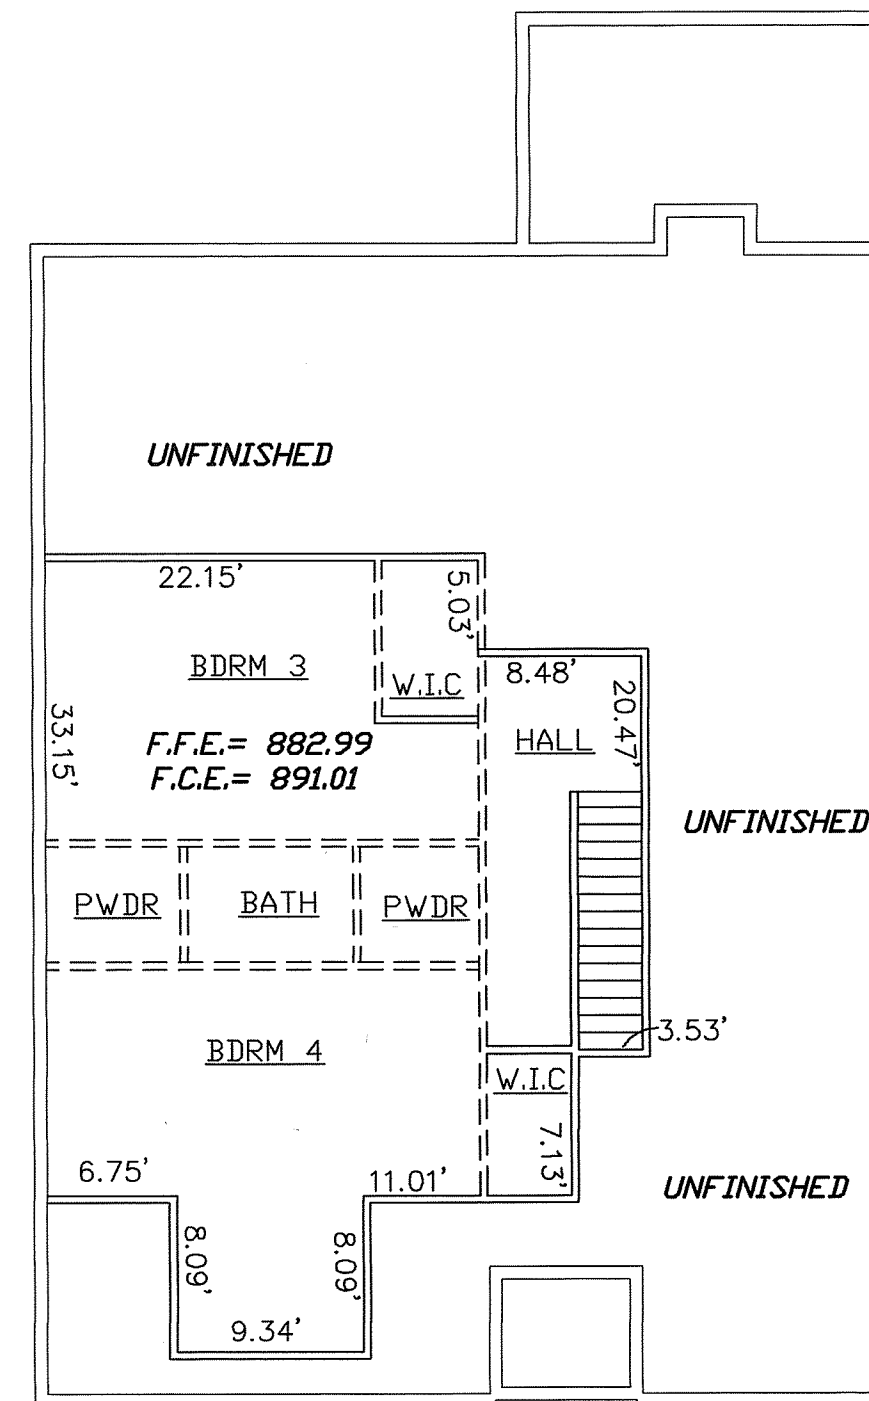 UNFINISHED
22.15'
5.03'
BDRM 3
W.I.C
8.48'
20.47'
33.15'
F.F.E.= 882.99
F.C.E.= 891.01
HALL
UNFINISHED
PWDR
BATH
PWDR
3.53'
BDRM 4
W.I.C
7.13'
6.75'
11.01'
UNFINISHED
8.09'
8.09'
9.34'